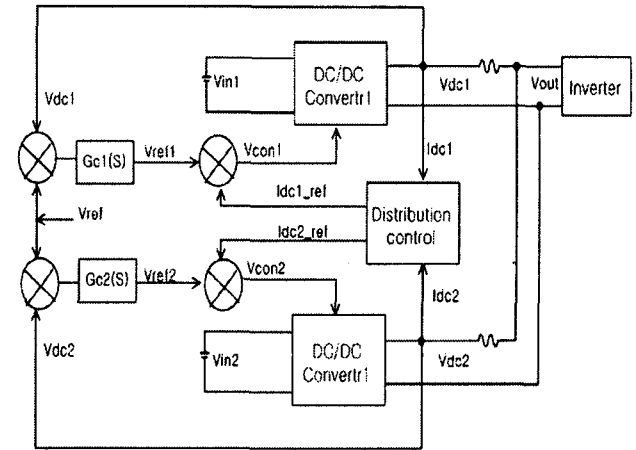 DC/DC
Convertr1
Vin1
Vdc1
Vout
Inverter
Vdc1
Gc1(S)
Vref1
Vcon1
Idc1
Idc1_ref
Distribution
control
Vref
Idc2_ref
Gc2(S)
Vref2
Vcon2
Idc2
Vdc2
Vin2
DC/DC
Convertr1
Vdc2